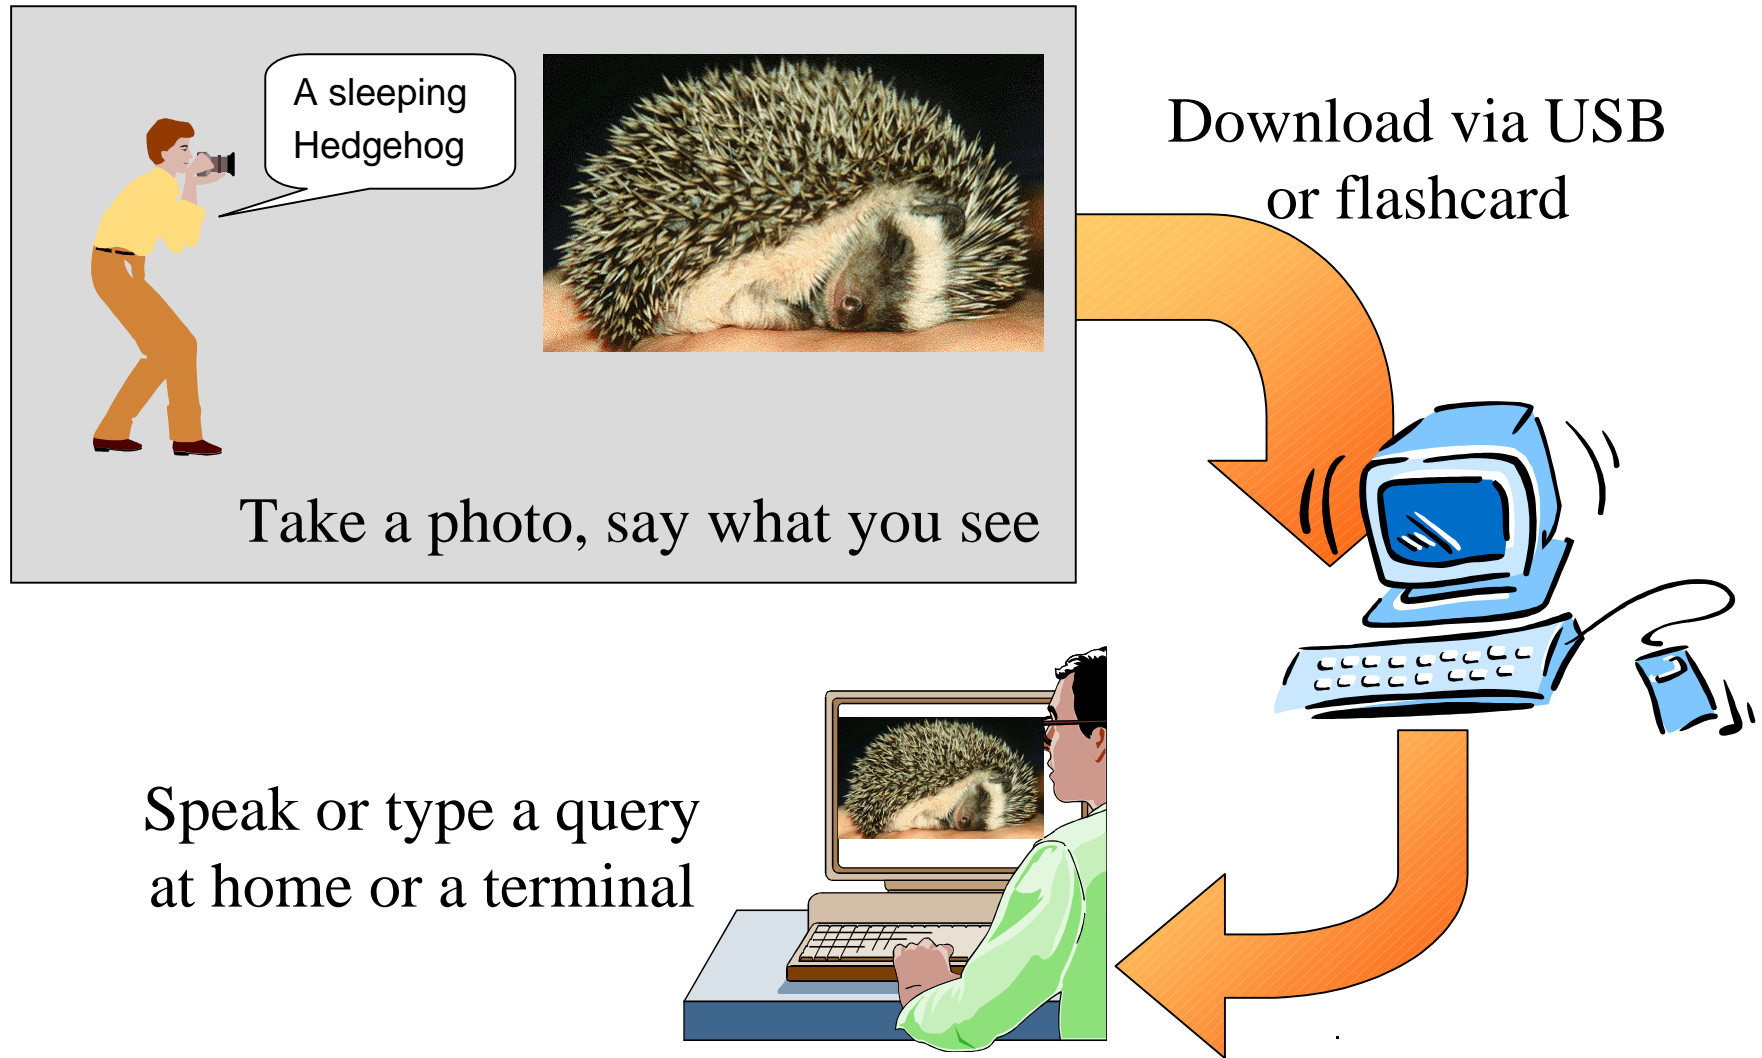 A sleeping
Hedgehog
Take a photo, say what you see
Download via USB
or flashcard
Speak or type a query
at home or a terminal